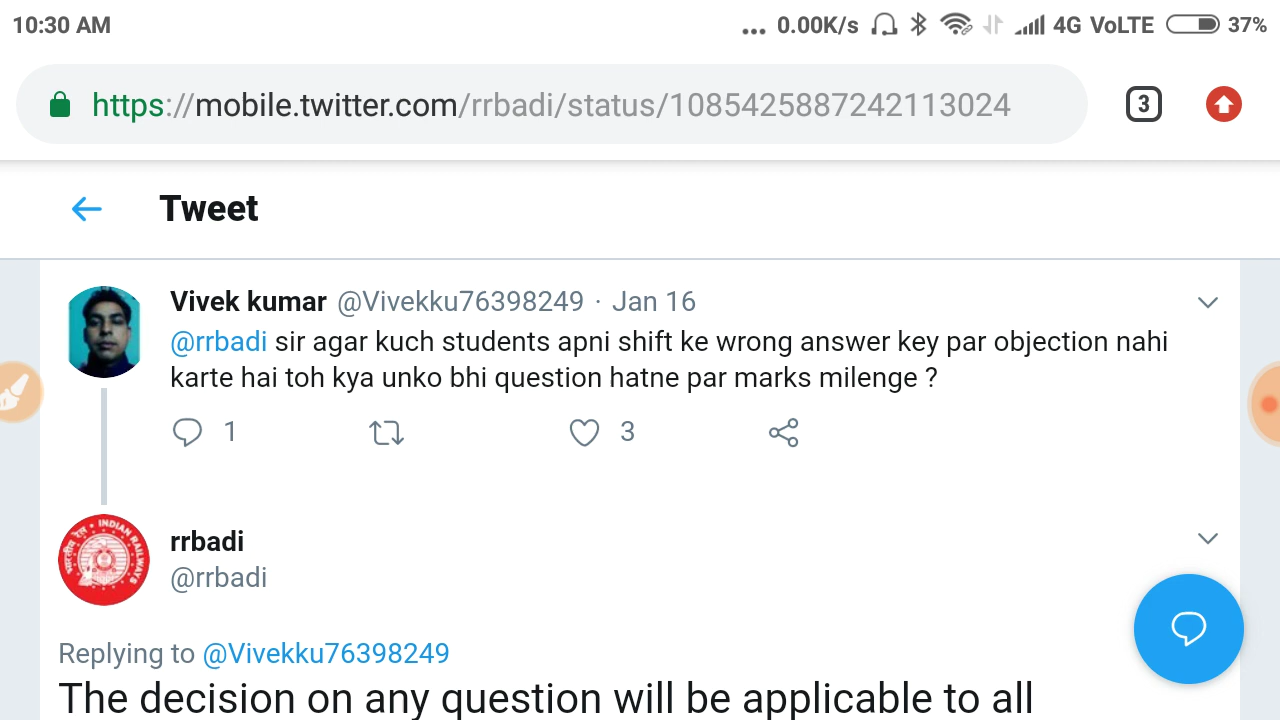 10:30 AM ... 0.00K/s 4G VoLTE 37%
https://mobile.twitter.com/rrbadi/status/1085425887242113024 3
Tweet
Vivek kumar @Vivekku76398249 · Jan 16
@rrbadi sir agar kuch students apni shift ke wrong answer key par objection nahi
karte hai toh kya unko bhi question hatne par marks milenge ?
1 3
INDIAN RAILWAYS
rrbadi
@rrbadi
Replying to @Vivekku76398249
The decision on any question will be applicable to all